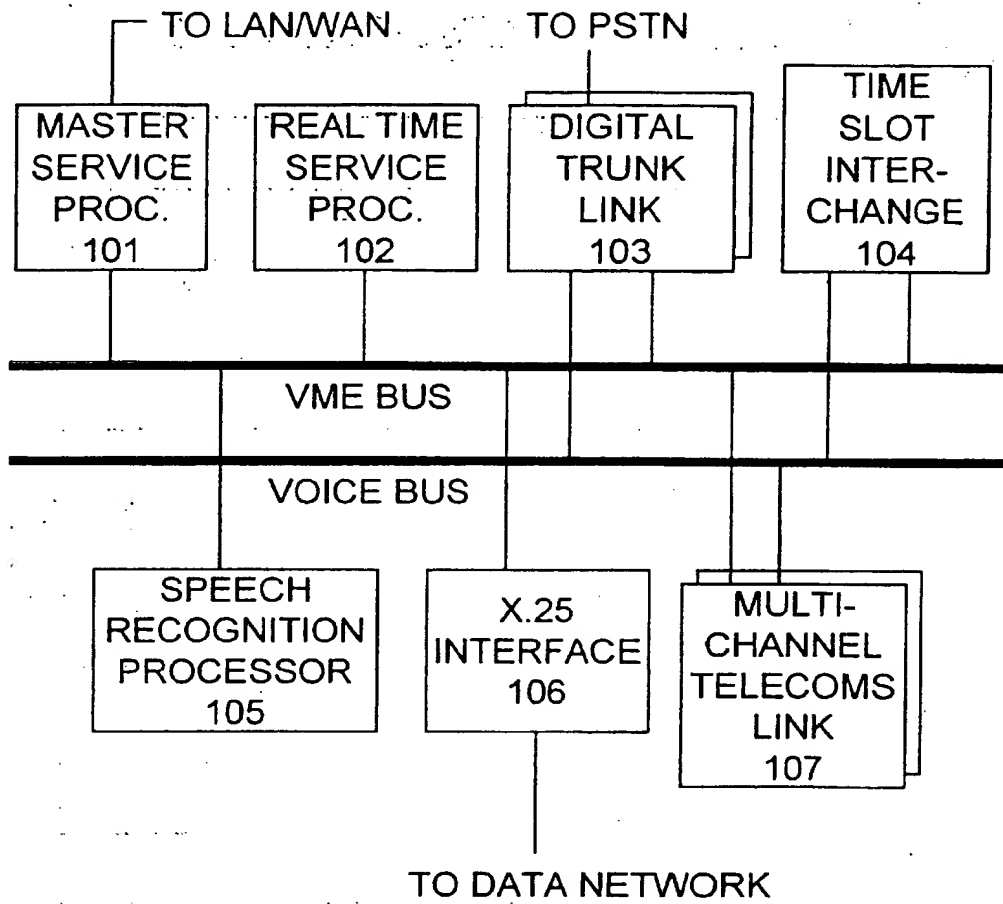 TO LAN/WAN
TO PSTN
MASTER
SERVICE
PROC.
101
REAL TIME
SERVICE
PROC.
102
DIGITAL
TRUNK
LINK
103
TIME
SLOT
INTER-
CHANGE
104
VME BUS
VOICE BUS
SPEECH
RECOGNITION
PROCESSOR
105
X.25
INTERFACE
106
MULTI-
CHANNEL
TELECOMS
LINK
107
TO DATA NETWORK